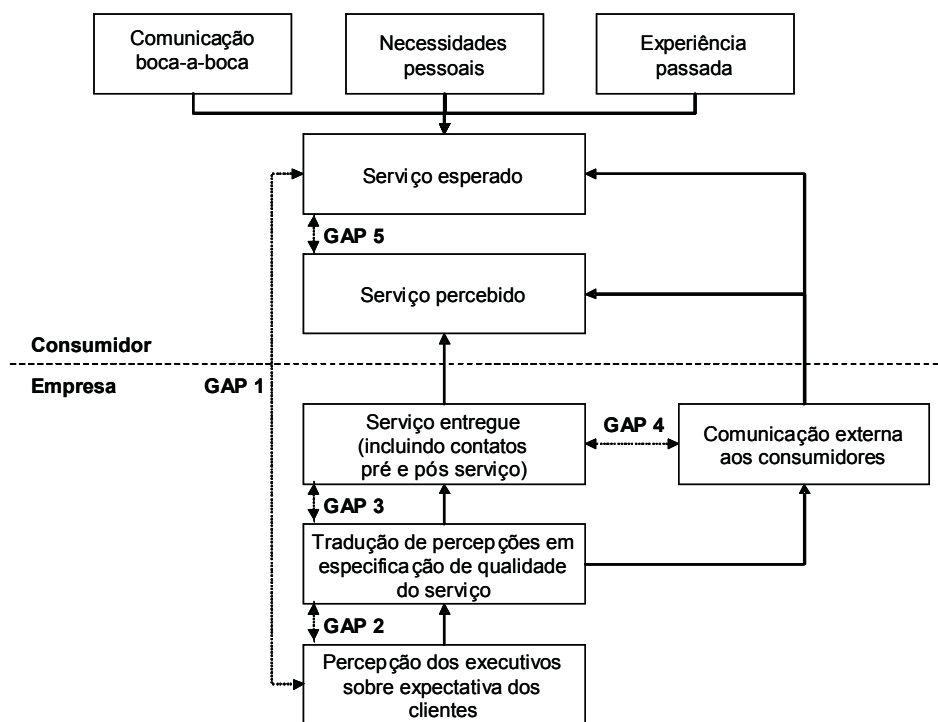 Comunicação
boca-a-boca
Necessidades
pessoais
Experiência
passada
Serviço esperado
GAP 5
Serviço percebido
Consumidor
Empresa
GAP 1
Serviço entregue
(incluindo contatos
pré e pós serviço)
GAP 4
Comunicação externa
aos consumidores
GAP 3
Tradução de percepções em
especificação de qualidade
do serviço
GAP 2
Percepção dos executivos
sobre expectativa dos
clientes